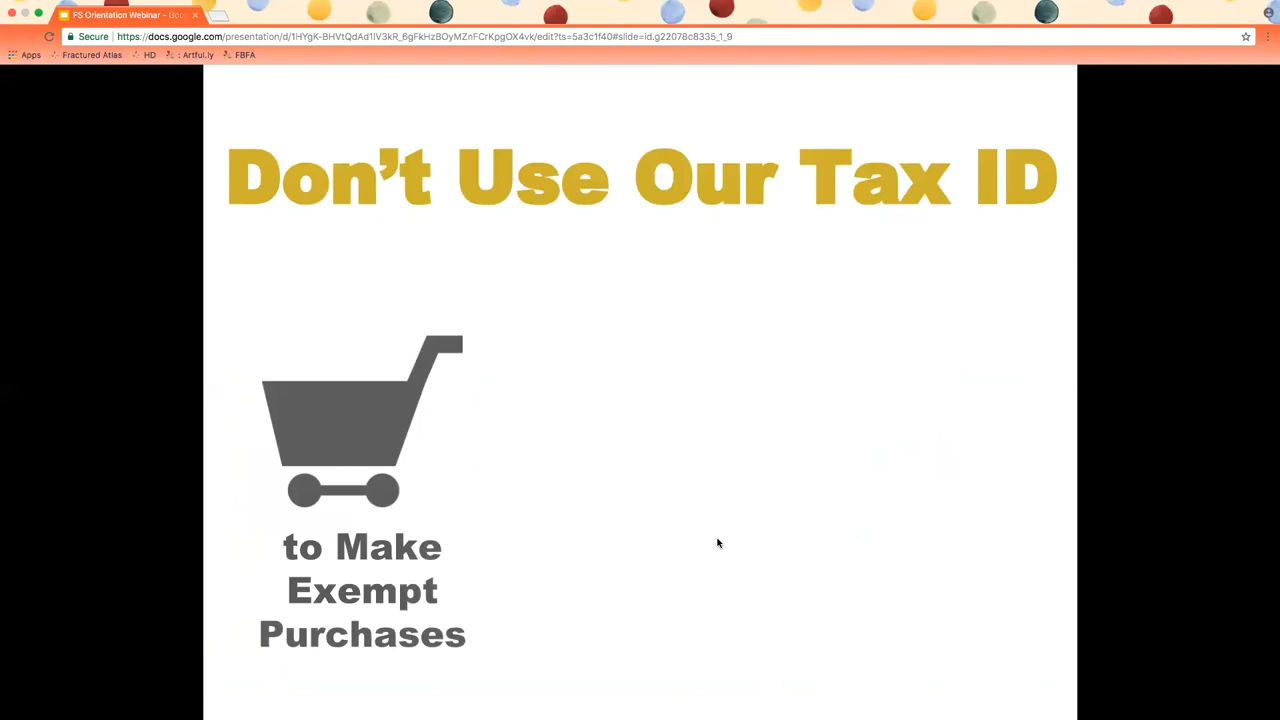 FS Orientation Webinar - Goo
Secure
https://docs.google.com/presentation/d/1HYgK-BHVtQdAd1lV3kR_6gFkHzBOyMZnFCrKpgOX4vk/edit?ts=5a3c1f40#slide=id.g22078c8335_1_9
Apps Fractured Atlas HD : Artful.ly FBFA
Don’t Use Our Tax ID
to Make
Exempt
Purchases